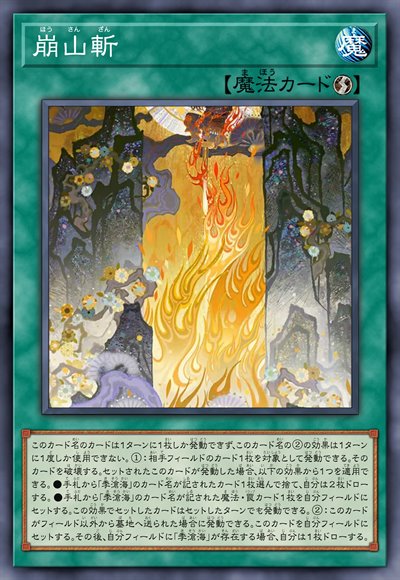 崩山斬
ほうさんざん
魔
【魔法カード】
まほう
このカード名のカードは1ターンに1枚しか発動できず、このカード名の②の効果は1ターン
に1度しか使用できない。①：相手フィールドのカード1枚を対象として発動できる。その
カードを破壊する。セットされたこのカードが発動した場合、以下の効果から1つを適用で
きる。●手札から「季滄海」のカード名が記されたカード1枚選んで捨て、自分は2枚ドロー
する。●手札から「季滄海」のカード名が記された魔法・罠カード1枚を自分フィールドに
セットする。この効果でセットしたカードはセットしたターンでも発動できる。②：このカー
ドがフィールド以外から墓地へ送られた場合に発動できる。このカードを自分フィールドに
セットする。その後、自分フィールドに「季滄海」が存在する場合、自分は1枚ドローする。